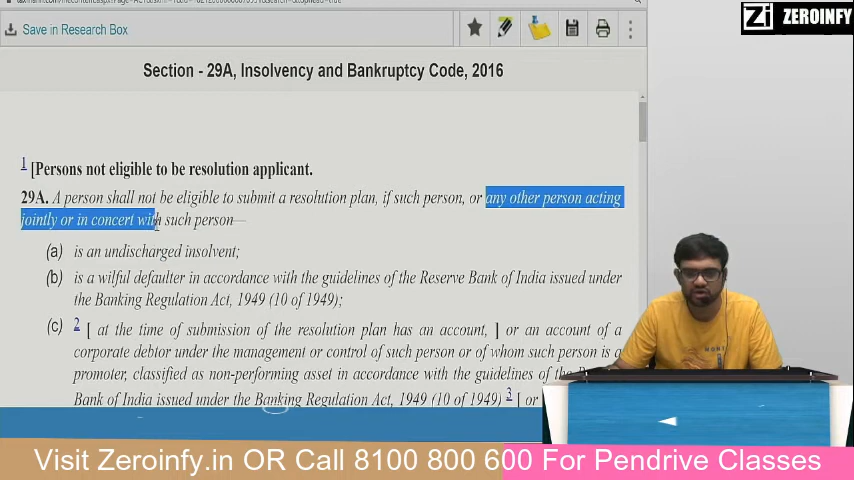 Zi ZEROINFY
Save in Research Box
Section - 29A, Insolvency and Bankruptcy Code, 2016
1 [Persons not eligible to be resolution applicant.
29A. A person shall not be eligible to submit a resolution plan, if such person, or any other person acting
jointly or in concert with such person—
(a) is an undischarged insolvent;
(b) is a wilful defaulter in accordance with the guidelines of the Reserve Bank of India issued under
the Banking Regulation Act, 1949 (10 of 1949);
(c) 2 [ at the time of submission of the resolution plan has an account, ] or an account of a
corporate debtor under the management or control of such person or of whom such person is a
promoter, classified as non-performing asset in accordance with the guidelines of the
Bank of India issued under the Banking Regulation Act, 1949 (10 of 1949) 3 [ or
Visit Zeroinfy.in OR Call 8100 800 600 For Pendrive Classes